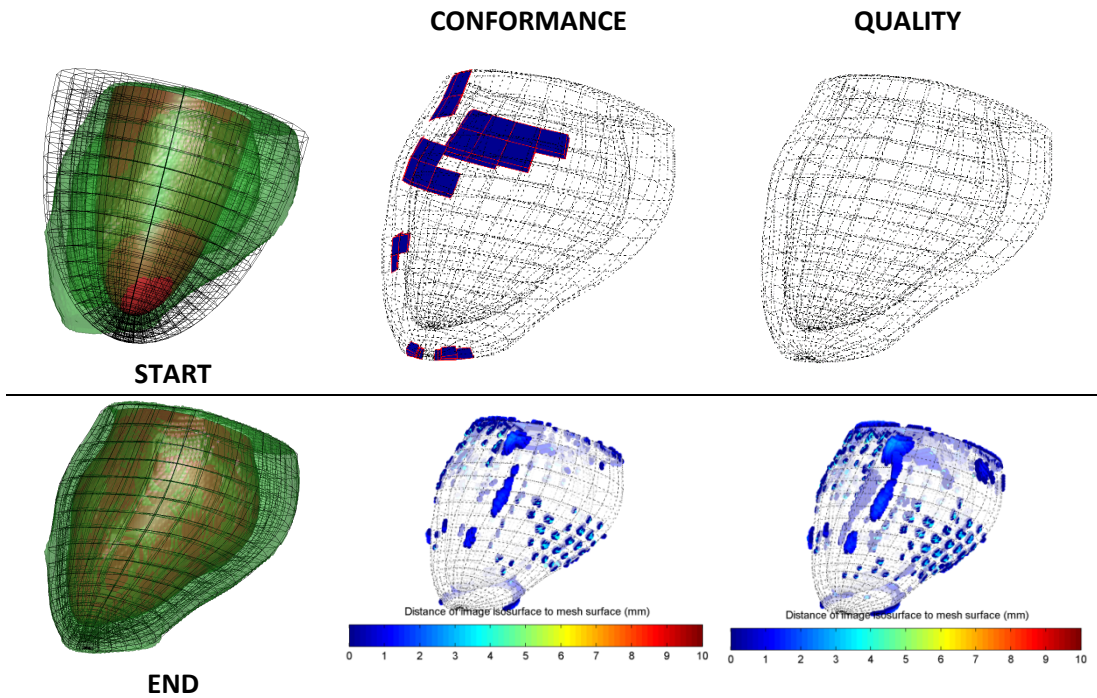 CONFORMANCE
QUALITY
START
END
Distance of image isosurface to mesh surface (mm)
0 1 2 3 4 5 6 7 8 9 10
Distance of image isosurface to mesh surface (mm)
0 1 2 3 4 5 6 7 8 9 10